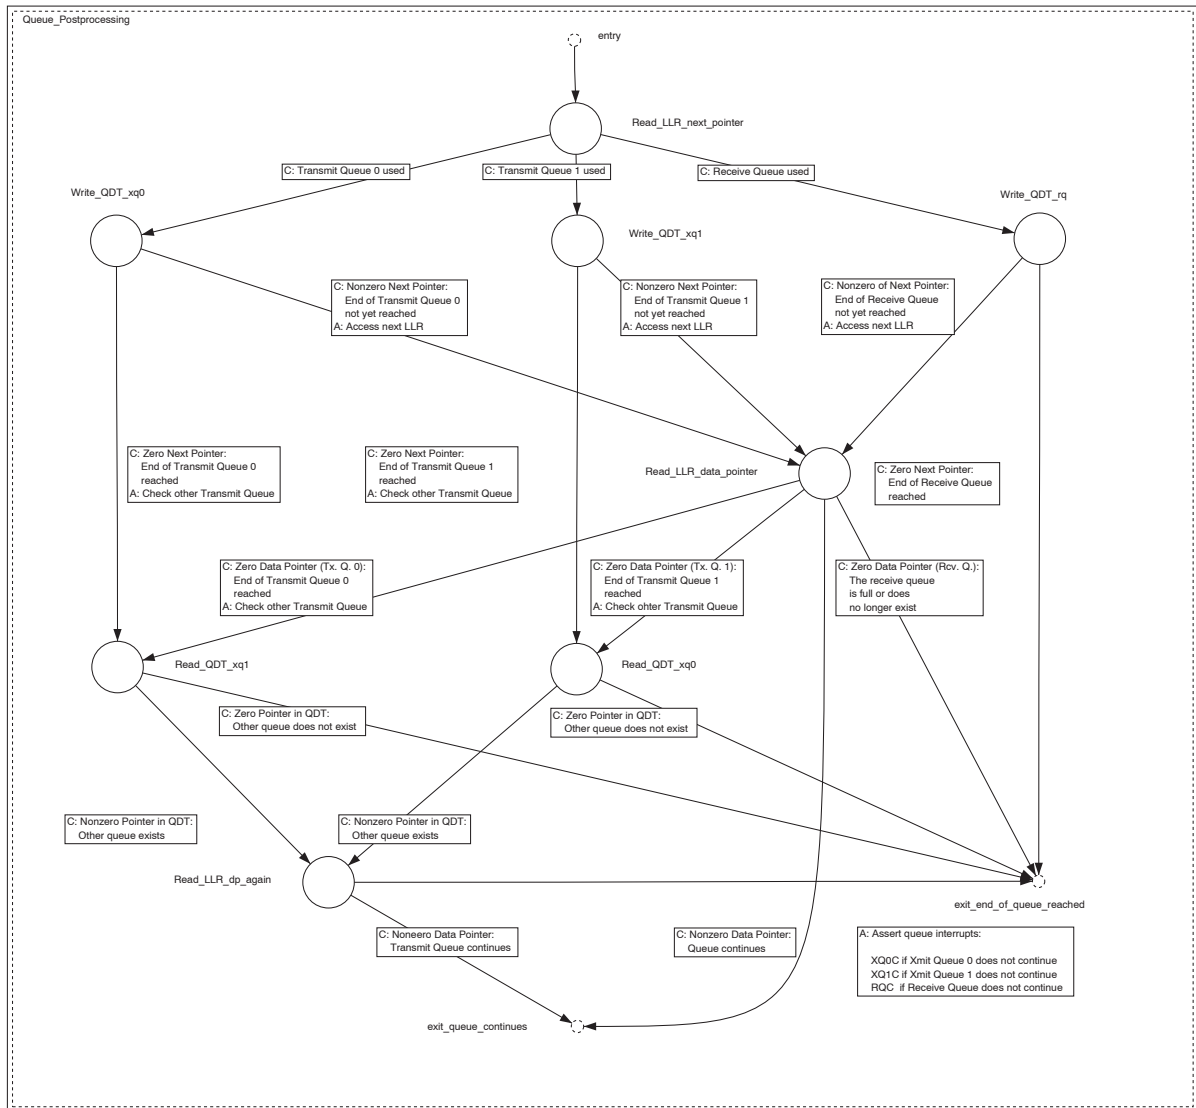 Queue_Postprocessing
entry
Read_LLR_next_pointer
C: Transmit Queue 0 used
C: Transmit Queue 1 used
C: Receive Queue used
Write_QDT_xq0
Write_QDT_rq
Write_QDT_xq1
C: Nonzero Next Pointer:
End of Transmit Queue 0
not yet reached
A: Access next LLR
C: Nonzero Next Pointer:
End of Transmit Queue 1
not yet reached
A: Access next LLR
C: Nonzero of Next Pointer:
End of Receive Queue
not yet reached
A: Access next LLR
C: Zero Next Pointer:
End of Transmit Queue 0
reached
A: Check other Transmit Queue
C: Zero Next Pointer:
End of Transmit Queue 1
reached
A: Check other Transmit Queue
Read_LLR_data_pointer
C: Zero Next Pointer:
End of Receive Queue
reached
C: Zero Data Pointer (Tx. Q. 0):
End of Transmit Queue 0
reached
A: Check other Transmit Queue
C: Zero Data Pointer (Tx. Q. 1):
End of Transmit Queue 1
reached
A: Check ohter Transmit Queue
C: Zero Data Pointer (Rcv. Q.):
The receive queue
is full or does
no longer exist
Read_QDT_xq1
Read_QDT_xq0
C: Zero Pointer in QDT:
Other queue does not exist
C: Zero Pointer in QDT:
Other queue does not exist
C: Nonzero Pointer in QDT:
Other queue exists
C: Nonzero Pointer in QDT:
Other queue exists
Read_LLR_dp_again
exit_end_of_queue_reached
C: Noneero Data Pointer:
Transmit Queue continues
C: Nonzero Data Pointer:
Queue continues
A: Assert queue interrupts:
XQ0C if Xmit Queue 0 does not continue
XQ1C if Xmit Queue 1 does not continue
RQC if Receive Queue does not continue
exit_queue_continues